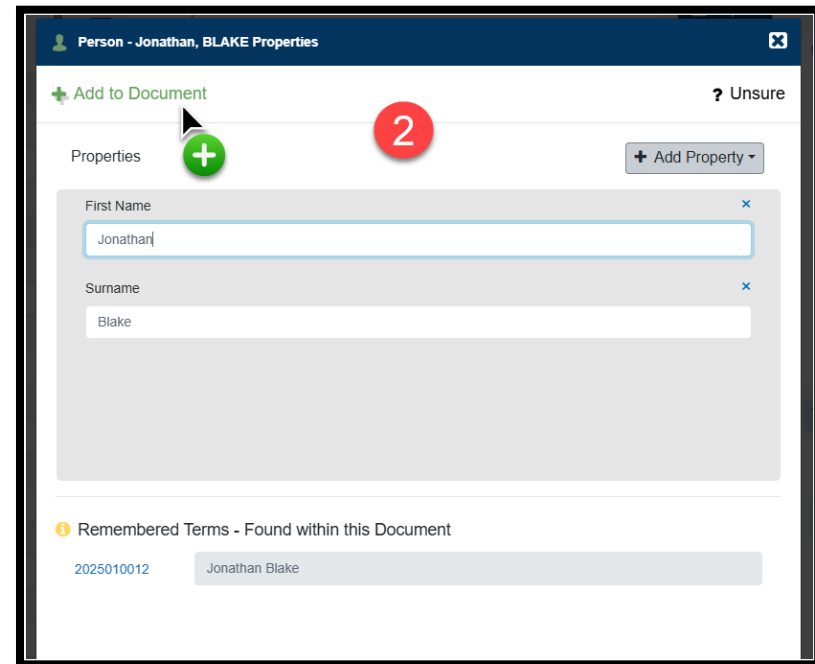 Person - Jonathan, BLAKE Properties
Add to Document
? Unsure
2
Properties
+ Add Property
First Name
Jonathan
Surname
Blake
Remembered Terms - Found within this Document
2025010012 Jonathan Blake